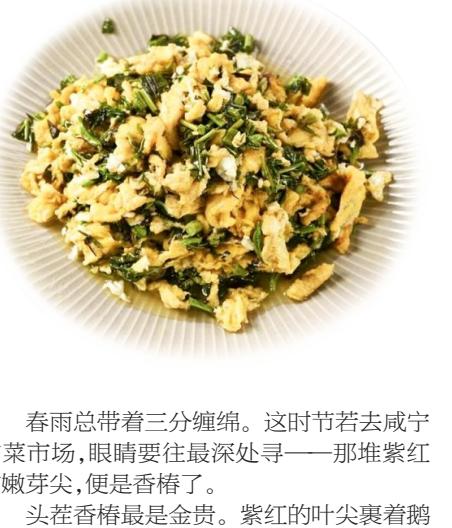 春雨总带着三分缠绵。这时节若去咸宁
菜市场,眼睛要往最深处寻——那堆紫红
嫩芽尖,便是香椿了。
头茬香椿最是金贵。紫红的叶尖裹着鹅